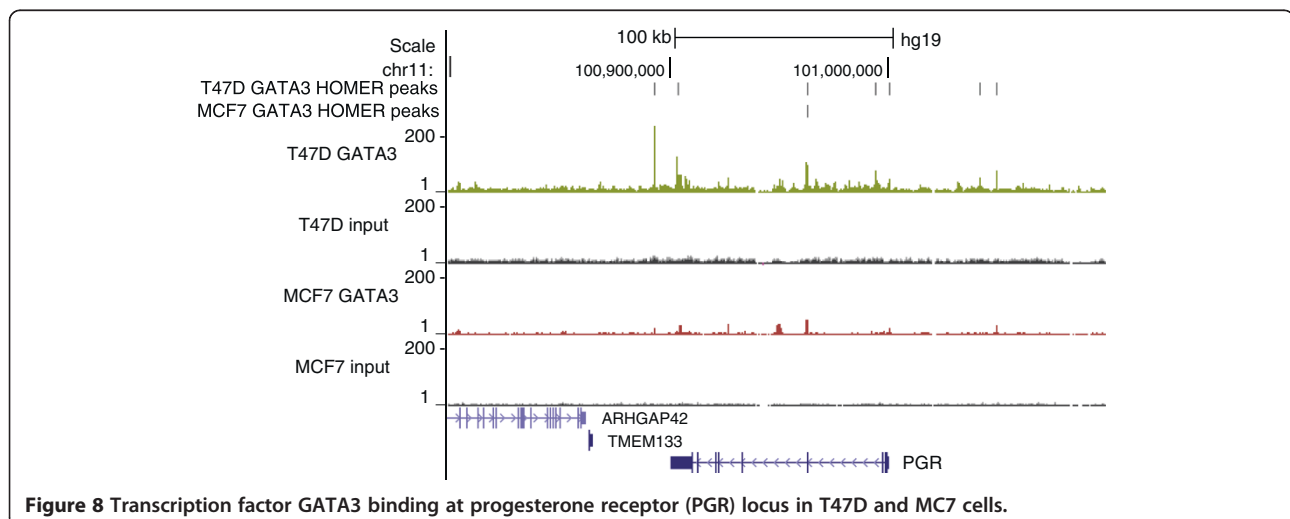 100 kb hg19
Scale
chr11: 100,900,000 101,000,000
T47D GATA3 HOMER peaks
MCF7 GATA3 HOMER peaks
200
T47D GATA3
1
200
T47D input
1
200
MCF7 GATA3
1
200
MCF7 input
1
ARHGAP42
TMEM133
PGR
Figure 8 Transcription factor GATA3 binding at progesterone receptor (PGR) locus in T47D and MC7 cells.